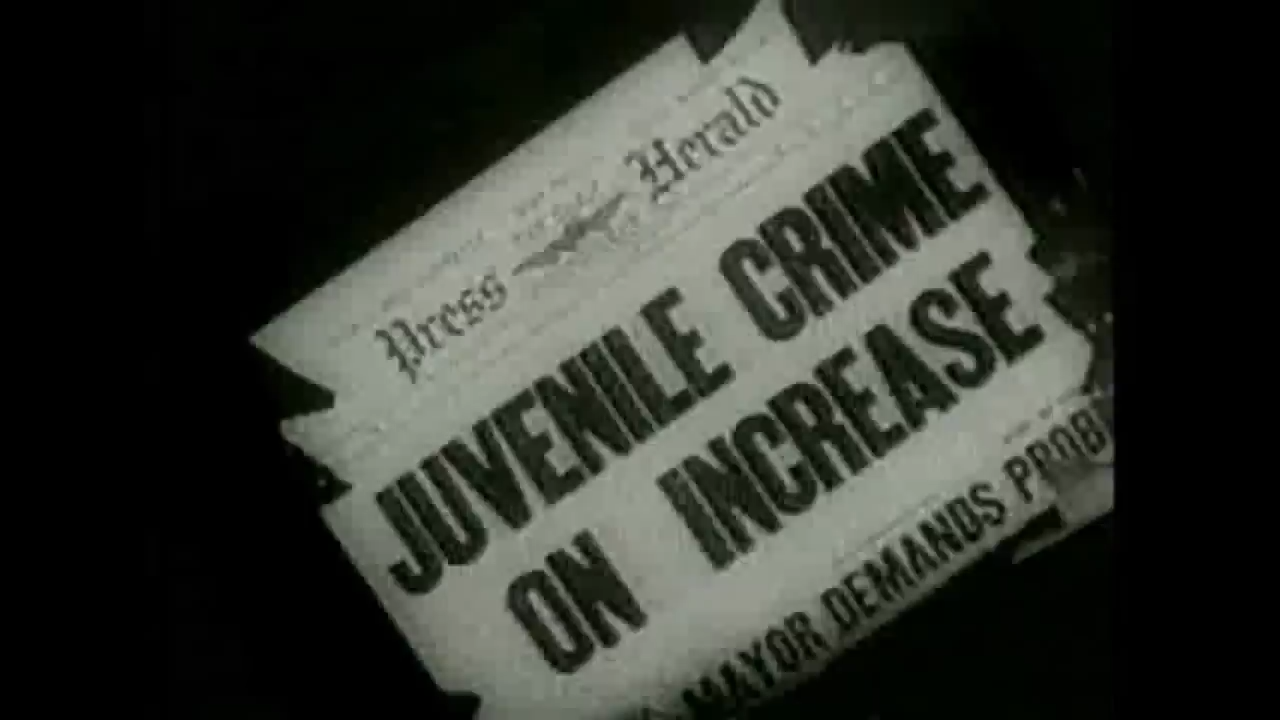 Press Herald
JUVENILE CRIME
ON INCREASE
MAYOR DEMANDS PROB